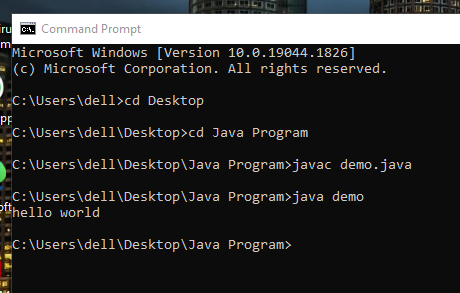 Command Prompt
Microsoft Windows [Version 10.0.19044.1826]
(c) Microsoft Corporation. All rights reserved.
C:\Users\dell>cd Desktop
C:\Users\dell\Desktop>cd Java Program
C:\Users\dell\Desktop\Java Program>javac demo.java
C:\Users\dell\Desktop\Java Program>java demo
hello world
C:\Users\dell\Desktop\Java Program>